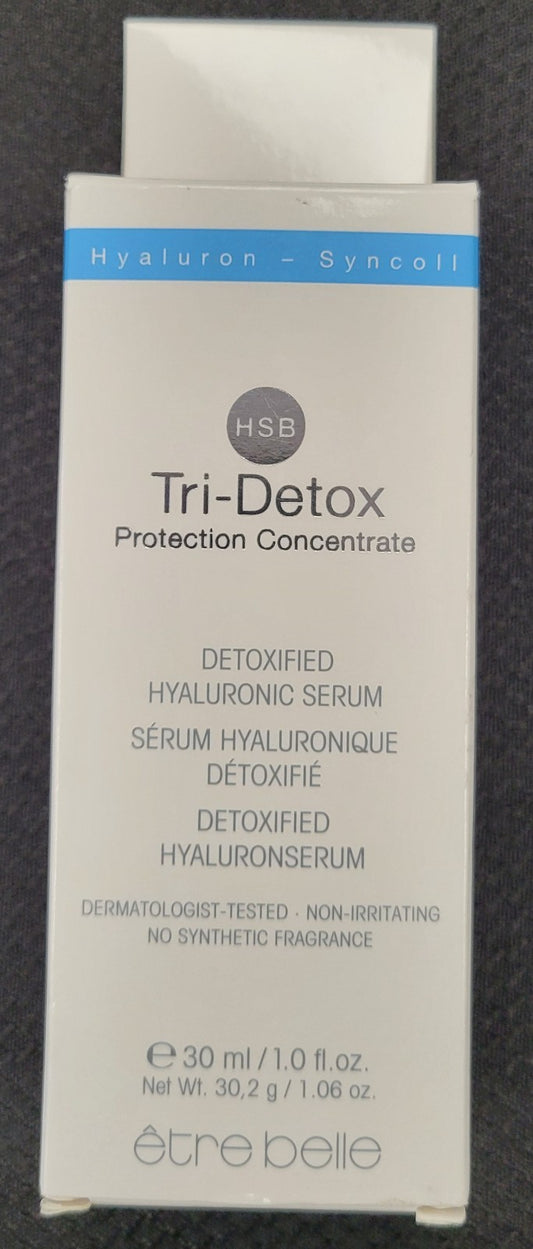 Hyaluron – Syncoll
HSB
Tri-Detox
Protection Concentrate
DETOXIFIED
HYALURONIC SERUM
SÉRUM HYALURONIQUE
DÉTOXIFIÉ
DETOXIFIED
HYALURONSERUM
DERMATOLOGIST-TESTED · NON-IRRITATING
NO SYNTHETIC FRAGRANCE
℮ 30 ml / 1.0 fl.oz.
Net Wt. 30,2 g / 1.06 oz.
être belle